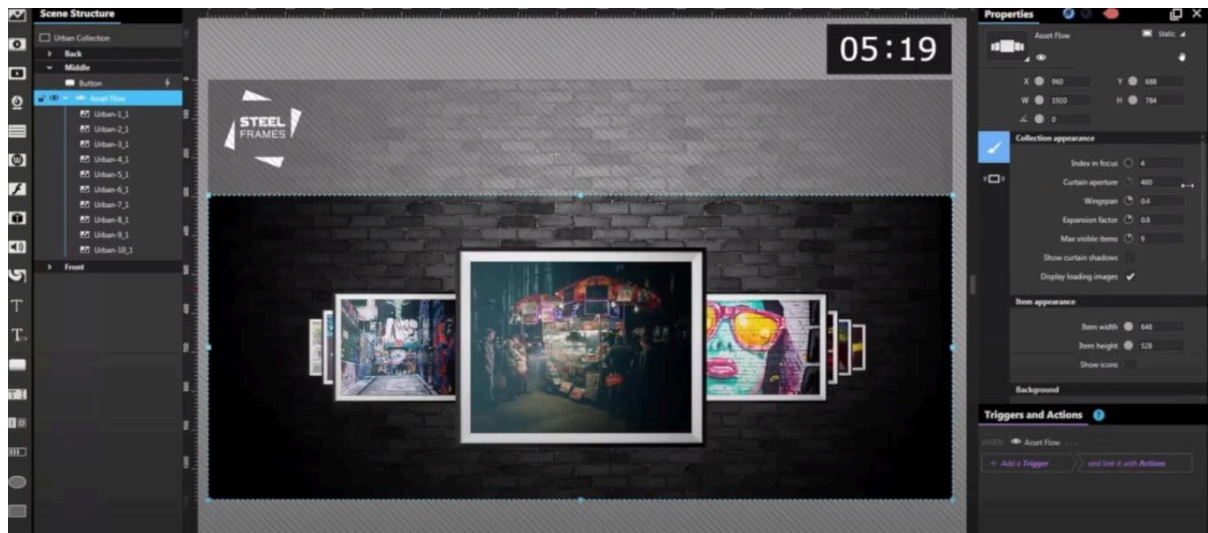 Scene Structure
Urban Collection
Back
Middle
Button
Asset Flow
Urban-1_1
Urban-2_1
Urban-3_1
Urban-4_1
Urban-5_1
Urban-6_1
Urban-7_1
Urban-8_1
Urban-9_1
Urban-10_1
Front
05:19
STEEL
FRAMES
Properties
Asset Flow
Static
X 960 Y 688
W 1920 H 784
0
Collection appearance
Index in focus 4
Curtain aperture 480
Wingspan 0.4
Expansion factor 0.8
Max visible items 9
Show curtain shadows
Display loading images
Item appearance
Item width 648
Item height 528
Show icons
Background
Triggers and Actions ?
WHEN Asset Flow ...
+ Add a Trigger and link it with Actions